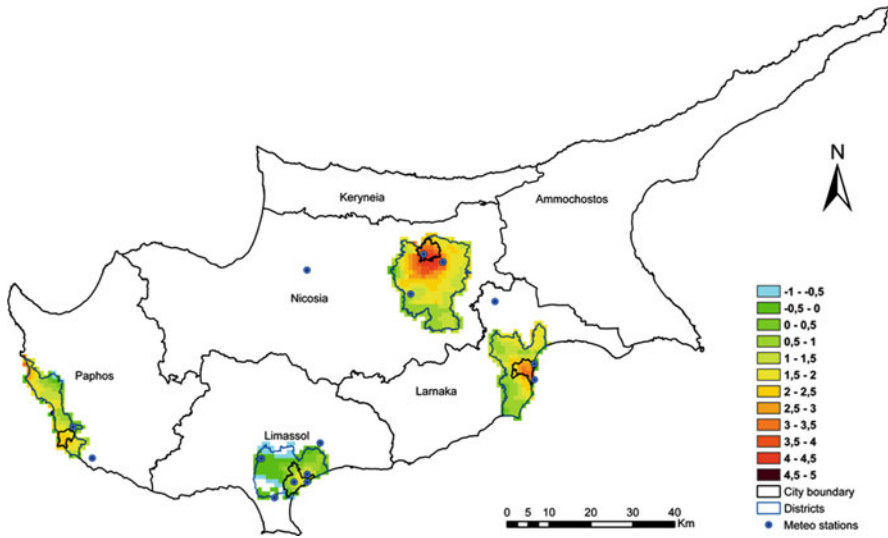 N
Keryneia
Ammochostos
Nicosia
Paphos
Larnaka
Limassol
-1 - -0,5
-0,5 - 0
0 - 0,5
0,5 - 1
1 - 1,5
1,5 - 2
2 - 2,5
2,5 - 3
3 - 3,5
3,5 - 4
4 - 4,5
4,5 - 5
City boundary
Districts
Meteo stations
0 5 10 20 30 40
Km